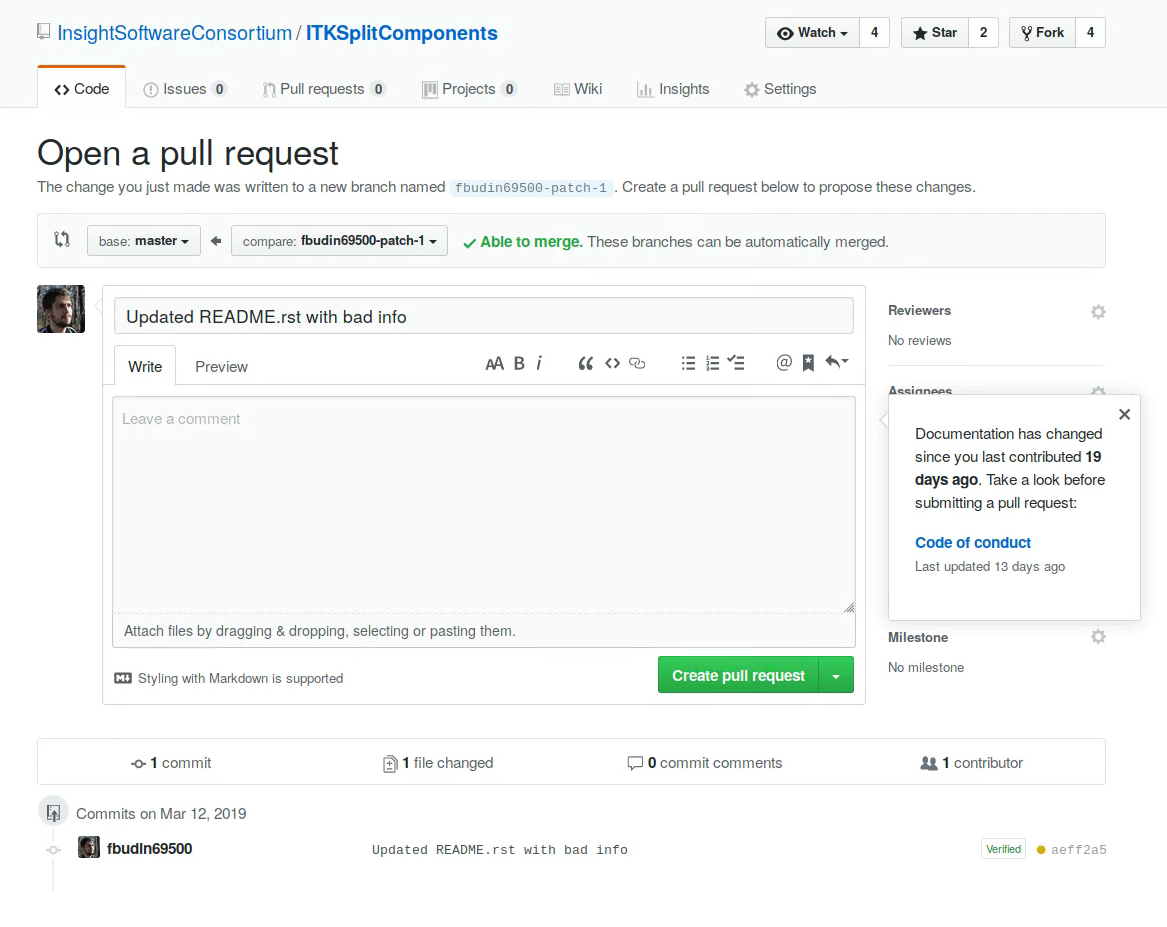 InsightSoftwareConsortium / ITKSplitComponents
Watch 4 Star 2 Fork 4
Code Issues 0 Pull requests 0 Projects 0 Wiki Insights Settings
Open a pull request
The change you just made was written to a new branch named fbudin69500-patch-1 . Create a pull request below to propose these changes.
base: master compare: fbudin69500-patch-1 Able to merge. These branches can be automatically merged.
Updated README.rst with bad info
Write Preview AA B i @
Leave a comment
Attach files by dragging & dropping, selecting or pasting them.
Styling with Markdown is supported
Create pull request
Reviewers
No reviews
Assignees
Documentation has changed
since you last contributed 19
days ago. Take a look before
submitting a pull request:
Code of conduct
Last updated 13 days ago
Milestone
No milestone
1 commit 1 file changed 0 commit comments 1 contributor
Commits on Mar 12, 2019
fbudin69500 Updated README.rst with bad info Verified aeff2a5